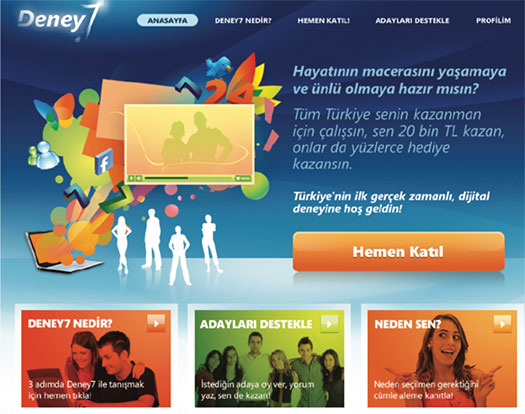 Deney7
ANASAYFA
DENEY7 NEDİR?
HEMEN KATIL!
ADAYLARI DESTEKLE
PROFİLİM
Hayatının macerasını yaşamaya
ve ünlü olmaya hazır mısın?
Tüm Türkiye senin kazanman
için çalışsın, sen 20 bin TL kazan,
onlar da yüzlerce hediye
kazansın.
Türkiye'nin ilk gerçek zamanlı, dijital
deneyine hoş geldin!
Hemen Katıl
24
f
DENEY7 NEDİR?
3 adımda Deney7 ile tanışmak
için hemen tıkla!
ADAYLARI DESTEKLE
İstediğin adaya oy ver, yorum
yaz, sen de kazan!
NEDEN SEN?
Neden seçilmen gerektiğini
cümle aleme kanıtla!